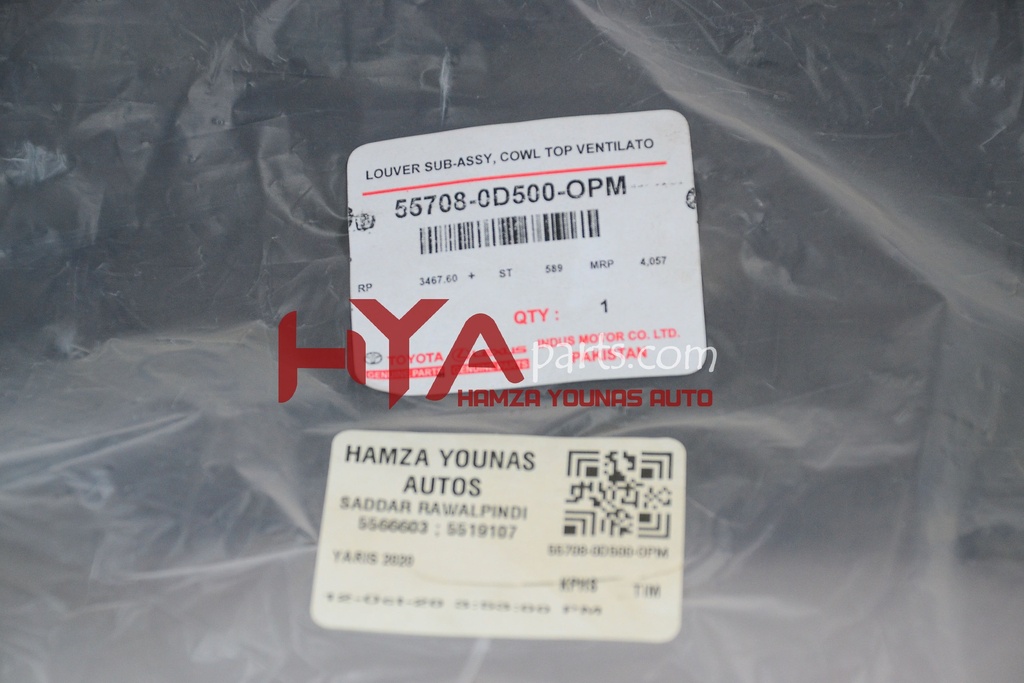 LOUVER SUB-ASSY, COWL TOP VENTILATO
55708-0D500-OPM
RP 3467.60 + ST 589 MRP 4,057
QTY : 1
INDUS MOTOR CO. LTD.
TOYOTA PAKISTAN
GENUINE PARTS
HYAparts.com
HAMZA YOUNAS AUTO
HAMZA YOUNAS
AUTOS
SADDAR RAWALPINDI
5566603 ; 5519107
55708-0D500-OPM
YARIS 2020
KPHS TIM